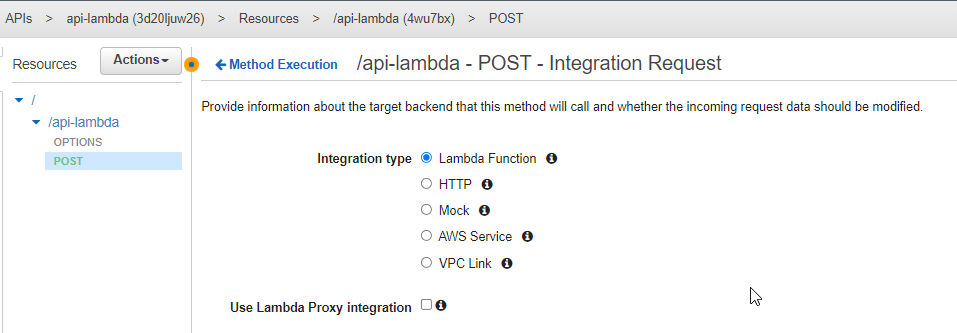 APIs > api-lambda (3d20ljuw26) > Resources > /api-lambda (4wu7bx) > POST
Resources Actions Method Execution /api-lambda - POST - Integration Request
/
/api-lambda
OPTIONS
POST
Provide information about the target backend that this method will call and whether the incoming request data should be modified.
Integration type Lambda Function
HTTP
Mock
AWS Service
VPC Link
Use Lambda Proxy integration